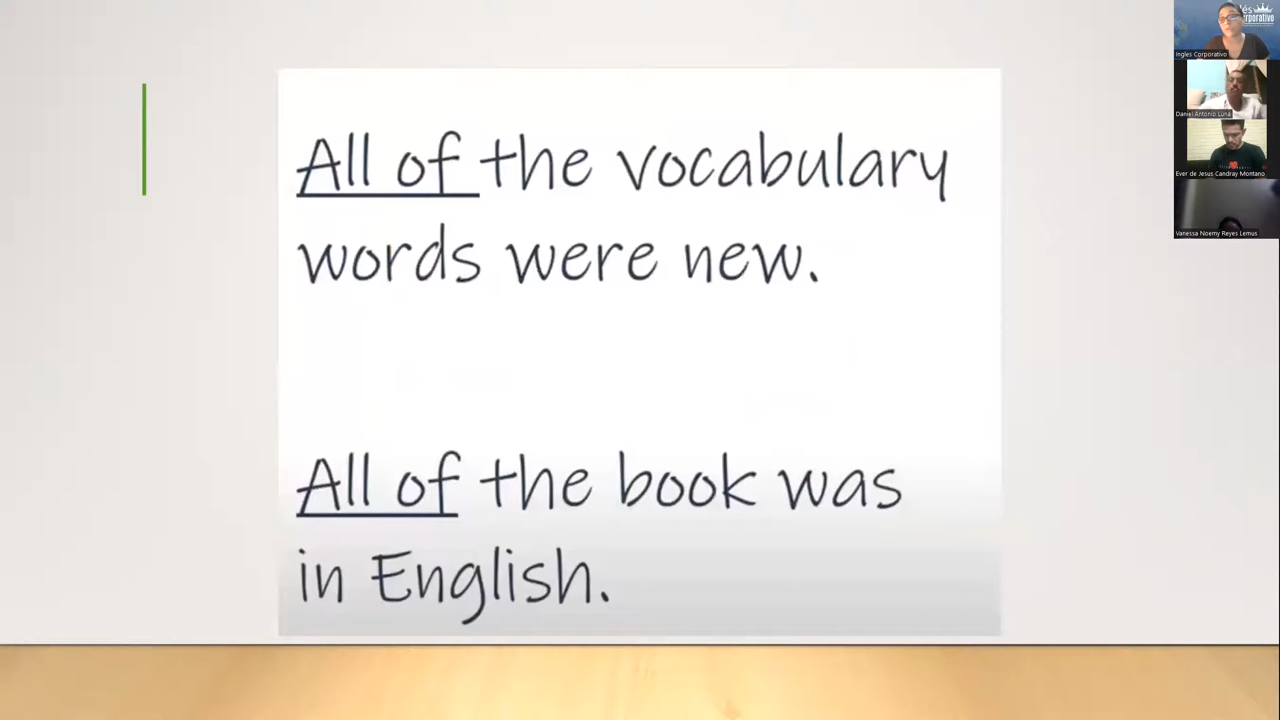 All of the vocabulary
words were new.
All of the book was
in English.
Inglés Corporativo
Daniel Antonio Luna
Ever de Jesus Candray Montano
Vanessa Noemy Reyes Lemus